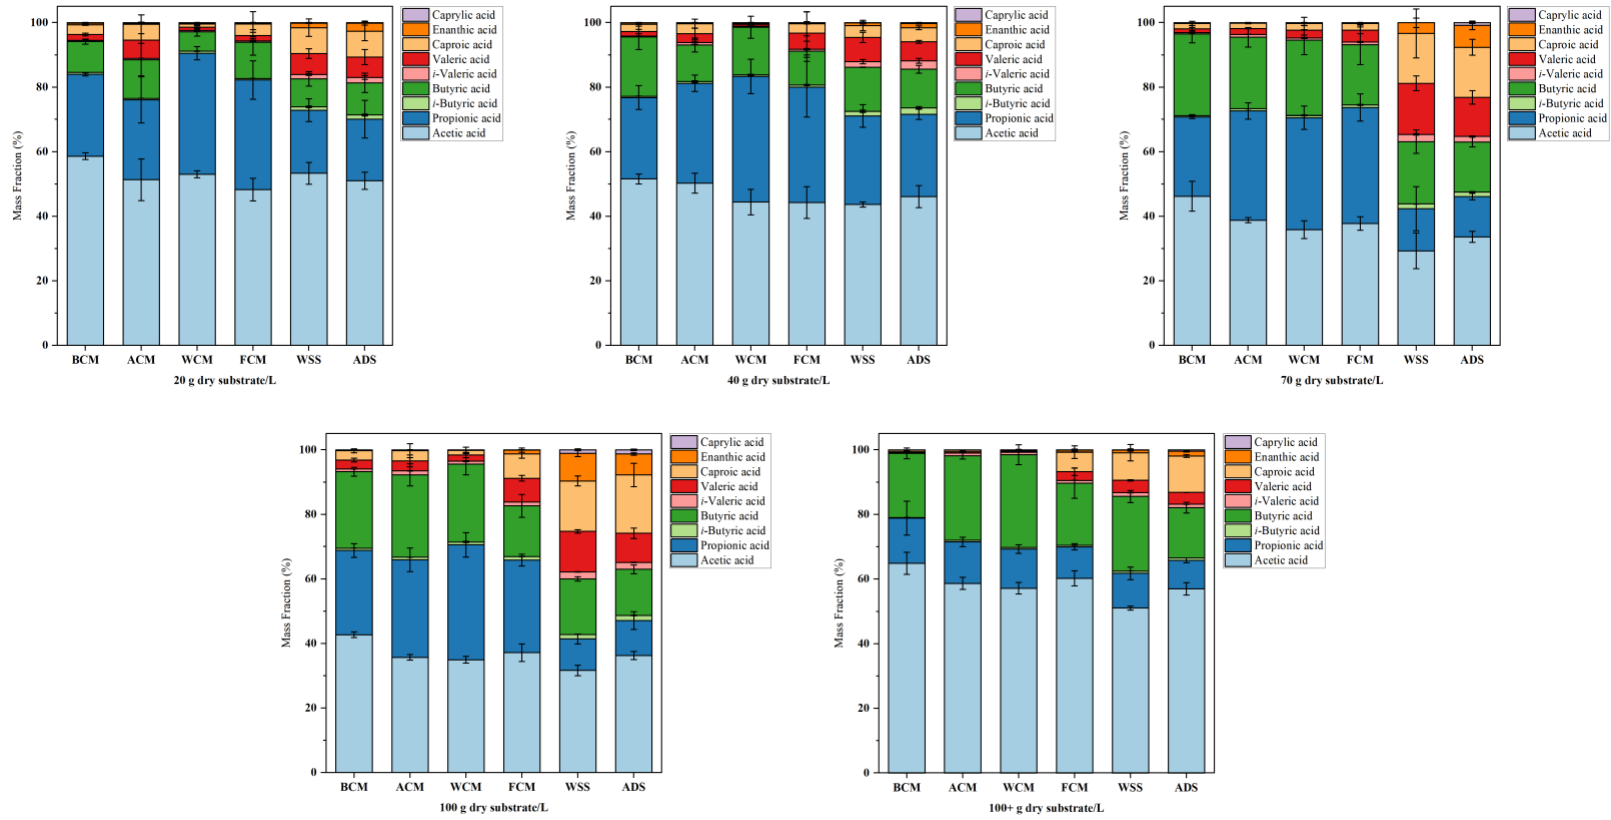 Mass Fraction (%)
100
80
60
40
20
0
BCM ACM WCM FCM WSS ADS
20 g dry substrate/L
Caprylic acid
Enanthic acid
Caproic acid
Valeric acid
i-Valeric acid
Butyric acid
i-Butyric acid
Propionic acid
Acetic acid
Mass Fraction (%)
100
80
60
40
20
0
BCM ACM WCM FCM WSS ADS
40 g dry substrate/L
Caprylic acid
Enanthic acid
Caproic acid
Valeric acid
i-Valeric acid
Butyric acid
i-Butyric acid
Propionic acid
Acetic acid
Mass Fraction (%)
100
80
60
40
20
0
BCM ACM WCM FCM WSS ADS
70 g dry substrate/L
Caprylic acid
Enanthic acid
Caproic acid
Valeric acid
i-Valeric acid
Butyric acid
i-Butyric acid
Propionic acid
Acetic acid
Mass Fraction (%)
100
80
60
40
20
0
BCM ACM WCM FCM WSS ADS
100 g dry substrate/L
Caprylic acid
Enanthic acid
Caproic acid
Valeric acid
i-Valeric acid
Butyric acid
i-Butyric acid
Propionic acid
Acetic acid
Mass Fraction (%)
100
80
60
40
20
0
BCM ACM WCM FCM WSS ADS
100+ g dry substrate/L
Caprylic acid
Enanthic acid
Caproic acid
Valeric acid
i-Valeric acid
Butyric acid
i-Butyric acid
Propionic acid
Acetic acid